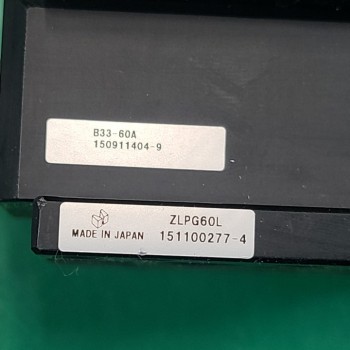 B33-60A
150911404-9
ZLPG60L
MADE IN JAPAN 151100277-4